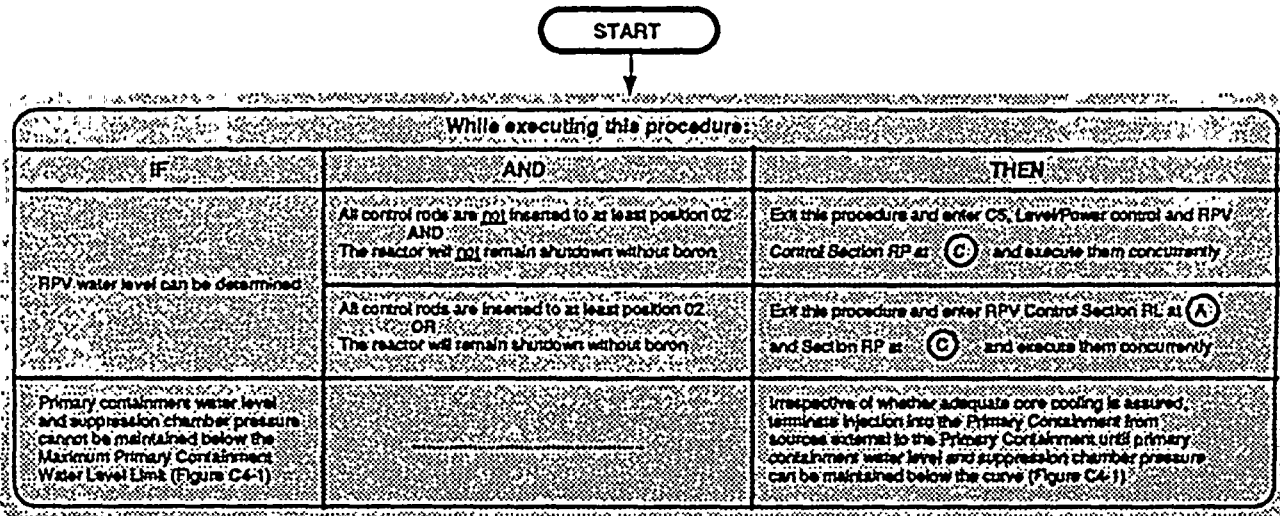 START
While executing this procedure:
IF
AND
THEN
RPV water level can be determined
All control rods are not inserted to at least position 02
AND
The reactor will not remain shutdown without boron
Exit this procedure and enter C5, Level/Power control and RPV
Control Section RP at C and execute them concurrently
All control rods are inserted to at least position 02
OR
The reactor will remain shutdown without boron
Exit this procedure and enter RPV Control Section RL at A
and Section RP at C and execute them concurrently
Primary containment water level
and suppression chamber pressure
cannot be maintained below the
Maximum Primary Containment
Water Level Limit (Figure C4-1)
Irrespective of whether adequate core cooling is assured,
terminate injection into the Primary Containment from
sources external to the Primary Containment until primary
containment water level and suppression chamber pressure
can be maintained below the curve (Figure C4-1)